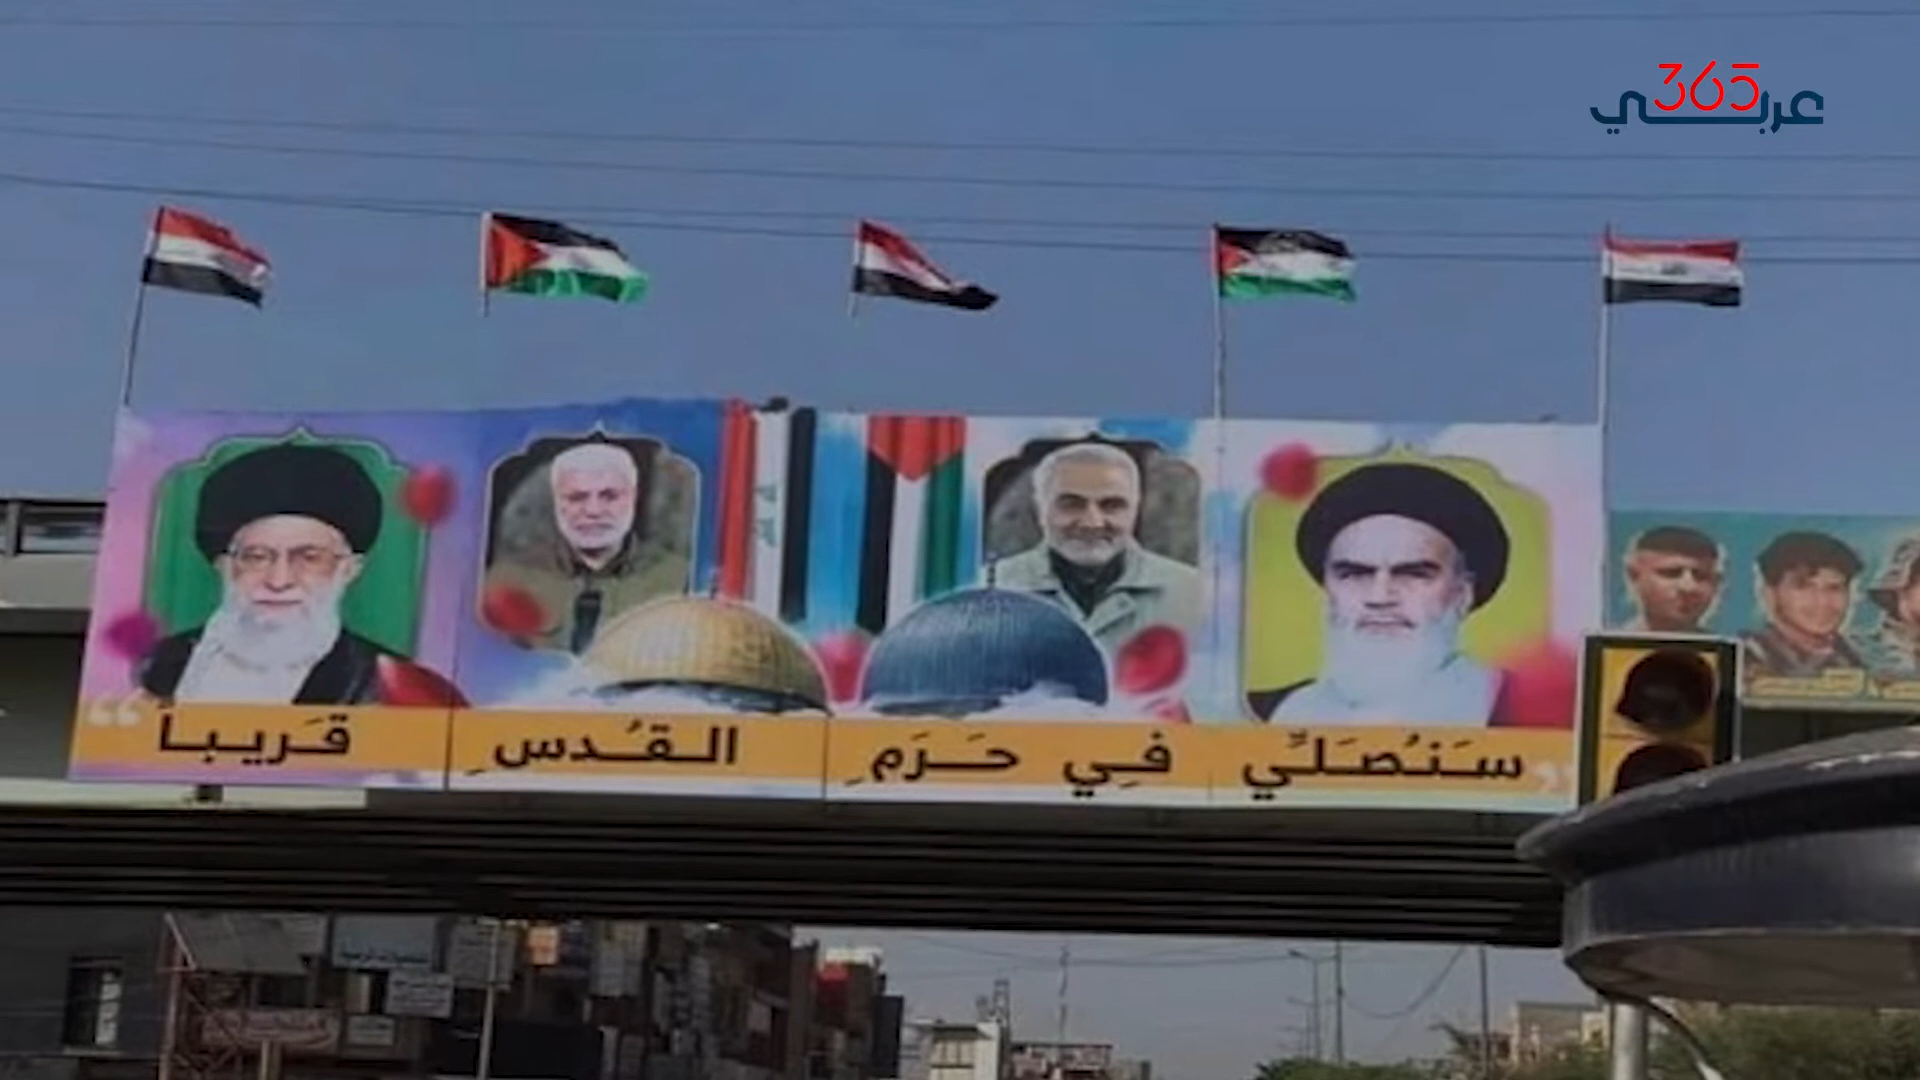 عربي 365
"سَنُصَلِّي فِي حَرَمِ القُدسِ قَريباً"